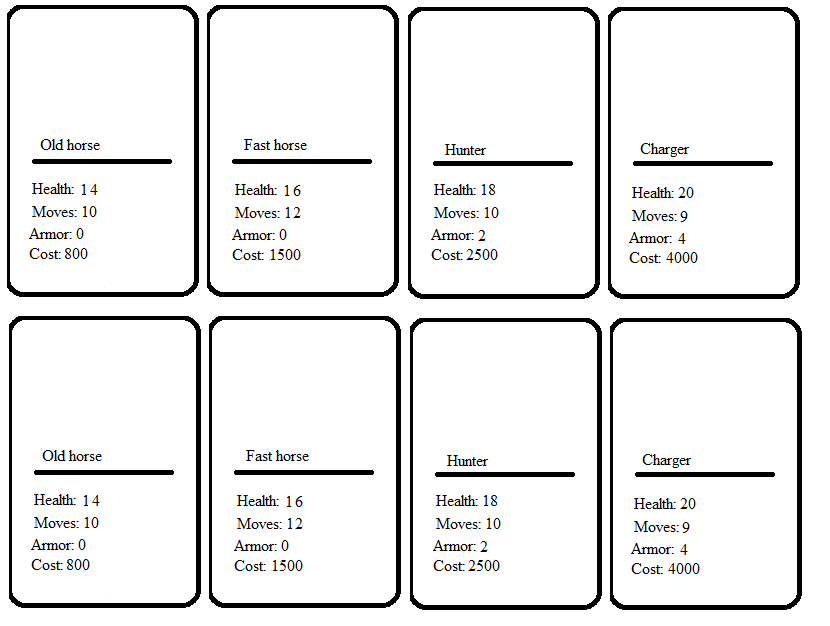 Old horse
Health: 14
Moves: 10
Armor: 0
Cost: 800
Fast horse
Health: 16
Moves: 12
Armor: 0
Cost: 1500
Hunter
Health: 18
Moves: 10
Armor: 2
Cost: 2500
Charger
Health: 20
Moves: 9
Armor: 4
Cost: 4000
Old horse
Health: 14
Moves: 10
Armor: 0
Cost: 800
Fast horse
Health: 16
Moves: 12
Armor: 0
Cost: 1500
Hunter
Health: 18
Moves: 10
Armor: 2
Cost: 2500
Charger
Health: 20
Moves: 9
Armor: 4
Cost: 4000